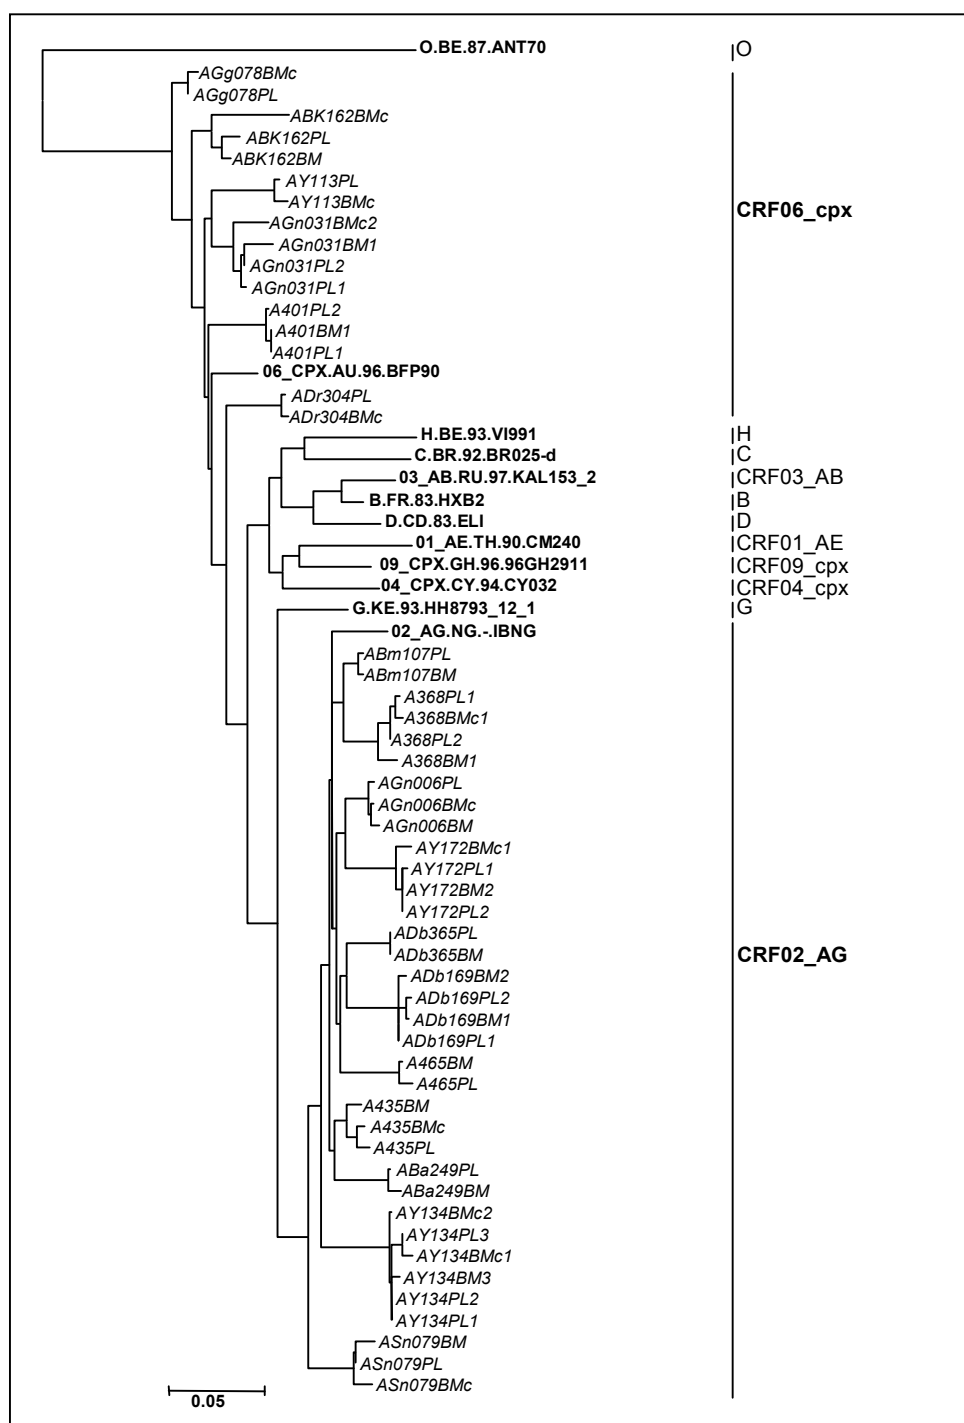 O.BE.87.ANT70
O
AGg078BMc
AGg078PL
ABK162BMc
ABK162PL
ABK162BM
AY113PL
AY113BMc
CRF06_cpx
AGn031BMc2
AGn031BM1
AGn031PL2
AGn031PL1
A401PL2
A401BM1
A401PL1
06_CPX.AU.96.BFP90
ADr304PL
ADr304BMc
H.BE.93.VI991
H
C.BR.92.BR025-d
C
03_AB.RU.97.KAL153_2
CRF03_AB
B.FR.83.HXB2
B
D.CD.83.ELI
D
01_AE.TH.90.CM240
CRF01_AE
09_CPX.GH.96.96GH2911
CRF09_cpx
04_CPX.CY.94.CY032
CRF04_cpx
G.KE.93.HH8793_12_1
G
02_AG.NG.-.IBNG
ABm107PL
ABm107BM
A368PL1
A368BMc1
A368PL2
A368BM1
AGn006PL
AGn006BMc
AGn006BM
AY172BMc1
AY172PL1
AY172BM2
AY172PL2
ADb365PL
ADb365BM
CRF02_AG
ADb169BM2
ADb169PL2
ADb169BM1
ADb169PL1
A465BM
A465PL
A435BM
A435BMc
A435PL
ABa249PL
ABa249BM
AY134BMc2
AY134PL3
AY134BMc1
AY134BM3
AY134PL2
AY134PL1
ASn079BM
ASn079PL
ASn079BMc
0.05